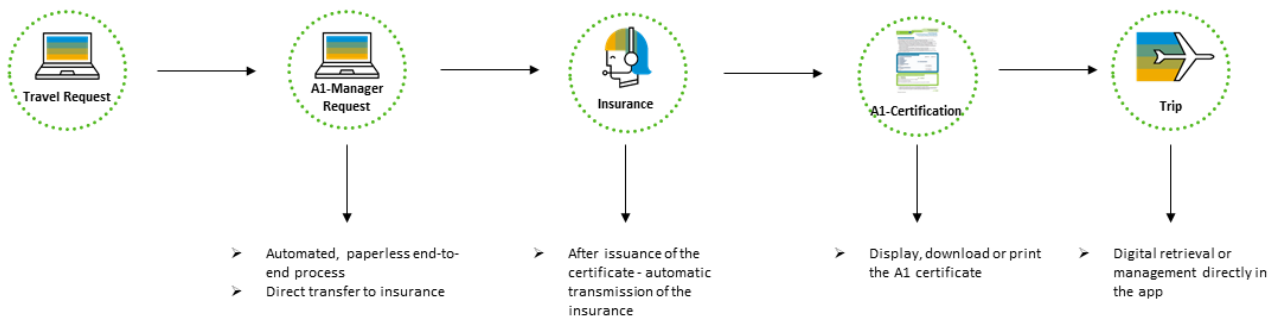 Travel Request
A1-Manager
Request
Insurance
A1-Certification
Trip
➢ Automated, paperless end-to-
end process
➢ Direct transfer to insurance
➢ After issuance of the
certificate - automatic
transmission of the
insurance
➢ Display, download or print
the A1 certificate
➢ Digital retrieval or
management directly in
the app